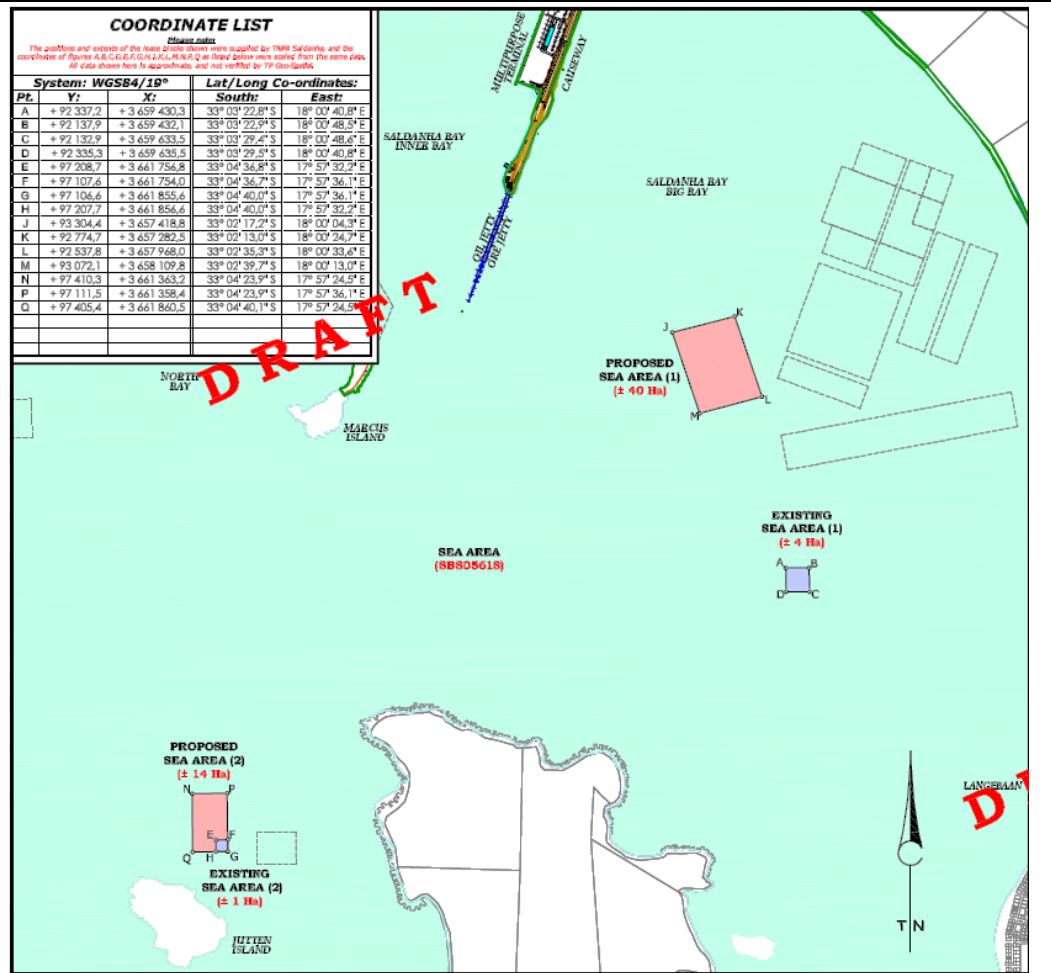 COORDINATE LIST
Please note:
The positions and extents of the lease blocks shown were supplied by TNPA Saldanha, and the
coordinates of figures A,B,C,D,E,F,G,H,J,K,L,M,N,P,Q as listed below were scaled from the same data.
All data shown here is approximate, and not verified by TP Geo-Spatial.
System: WGS84/19° Lat/Long Co-ordinates:
Pt. Y: X: South: East:
A + 92 337,2 + 3 659 430,3 33° 03' 22,8" S 18° 00' 40,8" E
B + 92 137,9 + 3 659 432,1 33° 03' 22,9" S 18° 00' 48,5" E
C + 92 132,9 + 3 659 633,5 33° 03' 29,4" S 18° 00' 48,6" E
D + 92 335,3 + 3 659 635,5 33° 03' 29,5" S 18° 00' 40,8" E
E + 97 208,7 + 3 661 756,8 33° 04' 36,8" S 17° 57' 32,2" E
F + 97 107,6 + 3 661 754,0 33° 04' 36,7" S 17° 57' 36,1" E
G + 97 106,6 + 3 661 855,6 33° 04' 40,0" S 17° 57' 36,1" E
H + 97 207,7 + 3 661 856,6 33° 04' 40,0" S 17° 57' 32,2" E
J + 93 304,4 + 3 657 418,8 33° 02' 17,2" S 18° 00' 04,3" E
K + 92 774,7 + 3 657 282,5 33° 02' 13,0" S 18° 00' 24,7" E
L + 92 537,8 + 3 657 968,0 33° 02' 35,3" S 18° 00' 33,6" E
M + 93 072,1 + 3 658 109,8 33° 02' 39,7" S 18° 00' 13,0" E
N + 97 410,3 + 3 661 363,2 33° 04' 23,9" S 17° 57' 24,5" E
P + 97 111,5 + 3 661 358,4 33° 04' 23,9" S 17° 57' 36,1" E
Q + 97 405,4 + 3 661 860,5 33° 04' 40,1" S 17° 57' 24,5" E
MULTIPURPOSE
TERMINAL
CAUSEWAY
SALDANHA BAY
INNER BAY
SALDANHA BAY
BIG BAY
OIL JETTY
ORE JETTY
DRAFT
NORTH
BAY
MARCUS
ISLAND
J
K
PROPOSED
SEA AREA (1)
(± 40 Ha)
L
M
EXISTING
SEA AREA (1)
(± 4 Ha)
A
B
D
C
SEA AREA
(SBS0561S)
PROPOSED
SEA AREA (2)
(± 14 Ha)
N
P
E
F
Q
H
G
EXISTING
SEA AREA (2)
(± 1 Ha)
JUTTEN
ISLAND
LANGEBAAN
D
T N